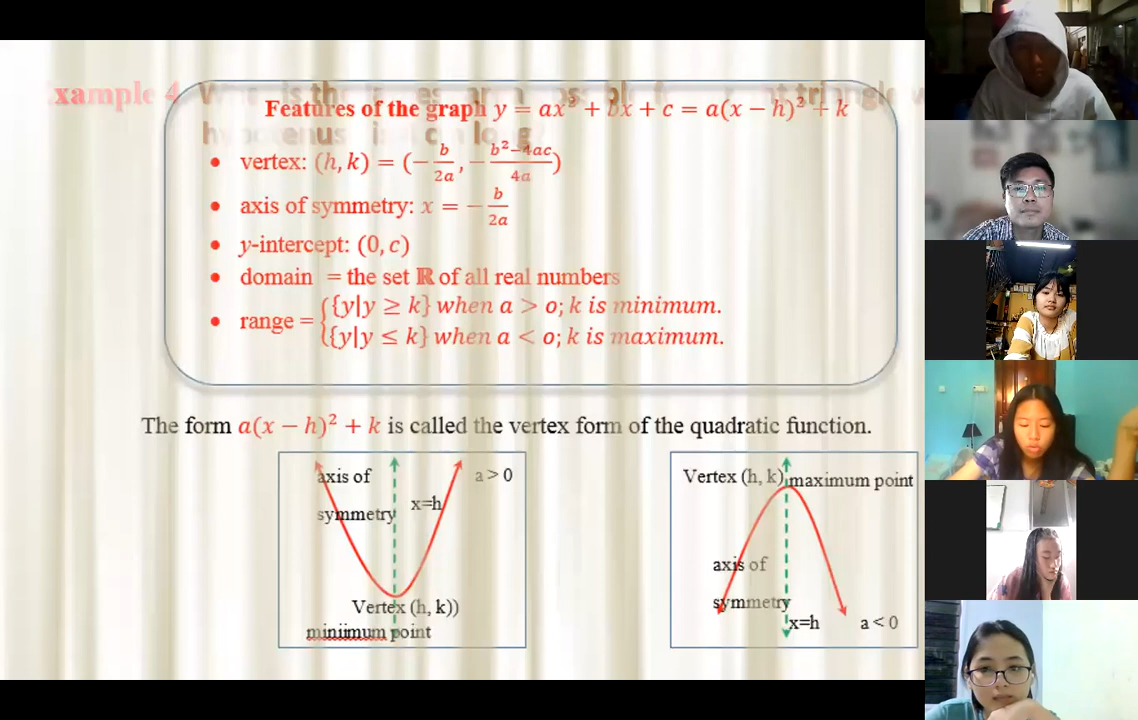 Example 4
Features of the graph y = ax² + bx + c = a(x − h)² + k
• vertex: (h, k) = (− b/2a , − b²−4ac/4a)
• axis of symmetry: x = − b/2a
• y-intercept: (0, c)
• domain = the set ℝ of all real numbers
• range = { {y|y ≥ k} when a > o; k is minimum.
{y|y ≤ k} when a < o; k is maximum.
The form a(x − h)² + k is called the vertex form of the quadratic function.
axis of
symmetry
x=h
a > 0
Vertex (h, k))
miniimum point
Vertex (h, k)
maximum point
axis of
symmetry
x=h
a < 0